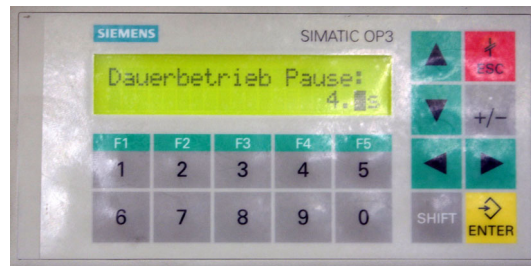 SIEMENS
SIMATIC OP3
Dauerbetrieb Pause:
4. s
ESC
+/-
F1 F2 F3 F4 F5
1 2 3 4 5
6 7 8 9 0
SHIFT
ENTER